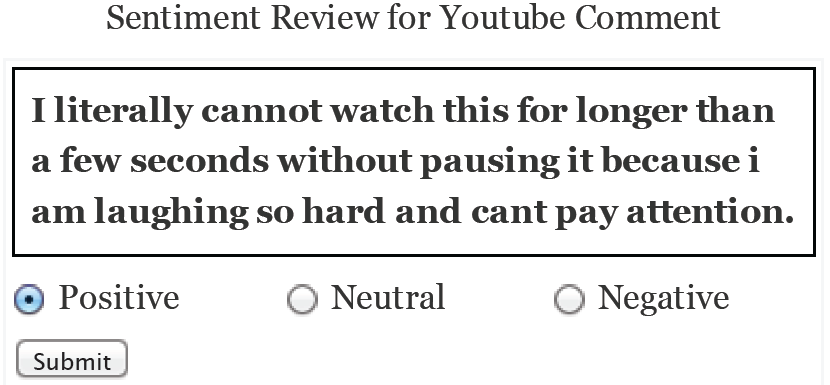 Sentiment Review for Youtube Comment
I literally cannot watch this for longer than
a few seconds without pausing it because i
am laughing so hard and cant pay attention.
Positive Neutral Negative
Submit